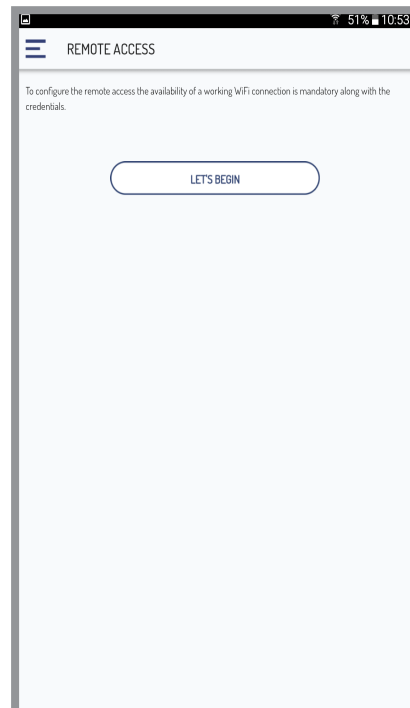 51% 10:53
REMOTE ACCESS
To configure the remote access the availability of a working WiFi connection is mandatory along with the
credentials.
LET'S BEGIN